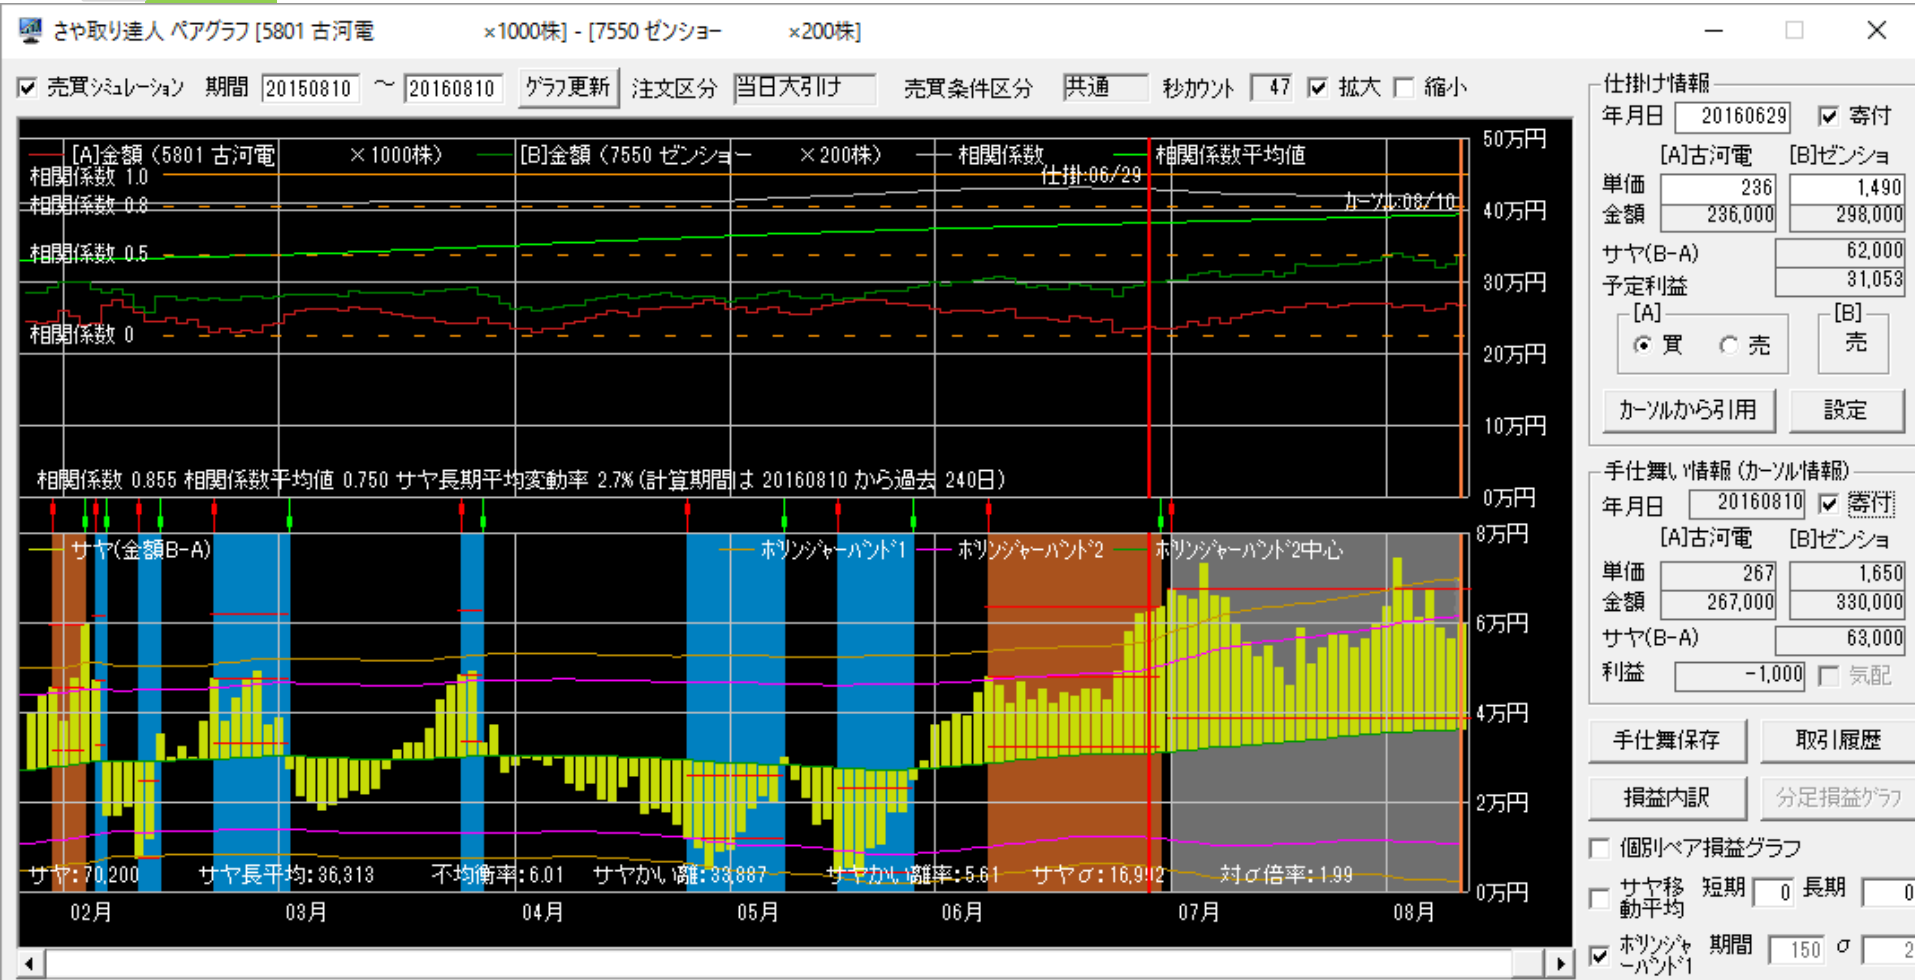 さや取り達人 ペアグラフ [5801 古河電 ×1000株] - [7550 ゼンショー ×200株]
売買シミュレーション 期間 20150810 ～ 20160810 グラフ更新 注文区分 当日大引け 売買条件区分 共通 秒カウント 47 拡大 縮小
[A]金額（5801 古河電 ×1000株） [B]金額（7550 ゼンショー ×200株） 相関係数 相関係数平均値
相関係数 1.0
仕掛:06/29
相関係数 0.8
カーソル:08/10
相関係数 0.5
相関係数 0
50万円
40万円
30万円
20万円
10万円
0万円
相関係数 0.855 相関係数平均値 0.750 サヤ長期平均変動率 2.7% (計算期間は 20160810 から過去 240日)
サヤ(金額B-A) ボリンジャーバンド1 ボリンジャーバンド2 ボリンジャーバンド2中心
8万円
6万円
4万円
2万円
0万円
サヤ:70,200 サヤ長平均:36,313 不均衡率:6.01 サヤかい離:33,887 サヤかい離率:5.61 サヤσ:16,992 対σ倍率:1.99
02月 03月 04月 05月 06月 07月 08月
仕掛け情報
年月日 20160629 寄付
[A]古河電 [B]ゼンショ
単価 236 1,490
金額 236,000 298,000
サヤ(B-A) 62,000
予定利益 31,053
[A] [B]
買 売 売
カーソルから引用 設定
手仕舞い情報 (カーソル情報)
年月日 20160810 寄付
[A]古河電 [B]ゼンショ
単価 267 1,650
金額 267,000 330,000
サヤ(B-A) 63,000
利益 -1,000 気配
手仕舞保存 取引履歴
損益内訳 分足損益グラフ
個別ペア損益グラフ
サヤ移動平均 短期 0 長期 0
ボリンジャーバンド1 期間 150 σ 2